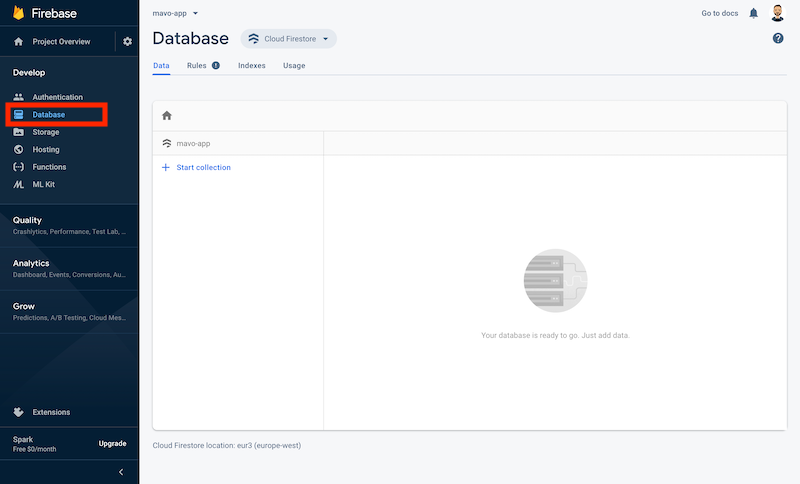 Firebase
Project Overview
Develop
Authentication
Database
Storage
Hosting
Functions
ML Kit
Quality
Crashlytics, Performance, Test Lab, ...
Analytics
Dashboard, Events, Conversions, Au...
Grow
Predictions, A/B Testing, Cloud Mes...
Extensions
Spark
Free $0/month
Upgrade
mavo-app
Go to docs
Database
Cloud Firestore
Data
Rules
Indexes
Usage
mavo-app
Start collection
Your database is ready to go. Just add data.
Cloud Firestore location: eur3 (europe-west)